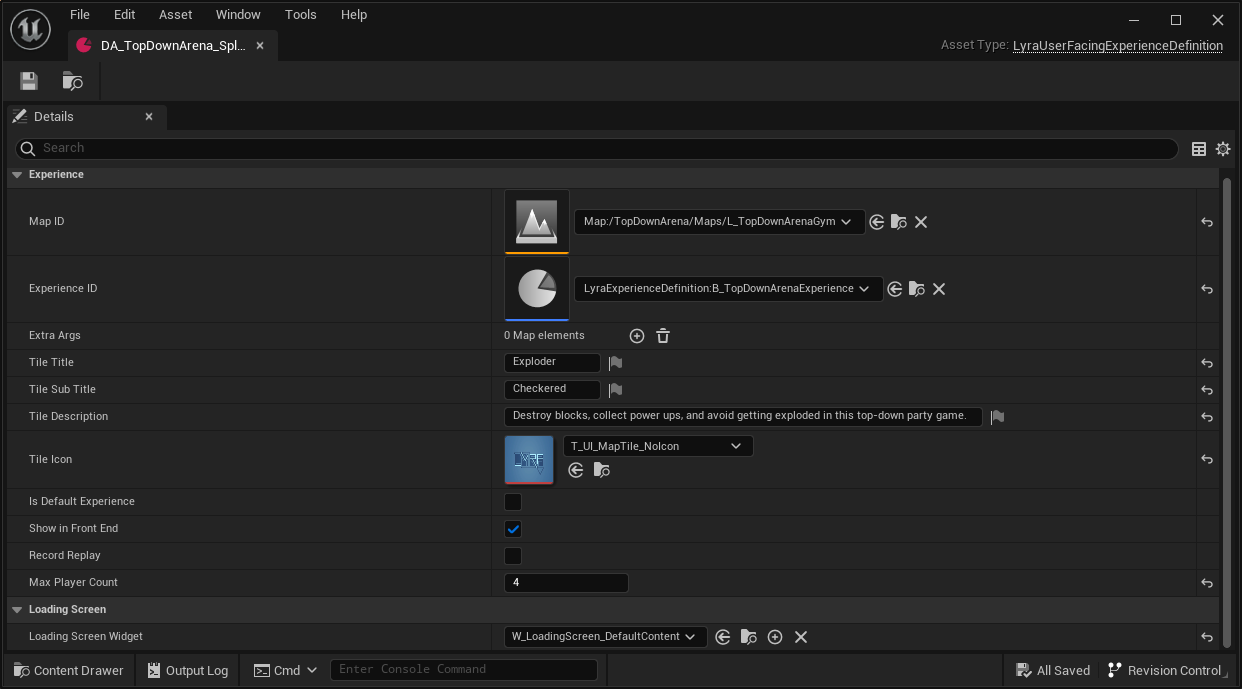 File Edit Asset Window Tools Help
DA_TopDownArena_Spl...
Asset Type: LyraUserFacingExperienceDefinition
Details
Search
Experience
Map ID
Map:/TopDownArena/Maps/L_TopDownArenaGym
Experience ID
LyraExperienceDefinition:B_TopDownArenaExperience
Extra Args
0 Map elements
Tile Title
Exploder
Tile Sub Title
Checkered
Tile Description
Destroy blocks, collect power ups, and avoid getting exploded in this top-down party game.
Tile Icon
T_UI_MapTile_NoIcon
Is Default Experience
Show in Front End
Record Replay
Max Player Count
4
Loading Screen
Loading Screen Widget
W_LoadingScreen_DefaultContent
Content Drawer
Output Log
Cmd
Enter Console Command
All Saved
Revision Control